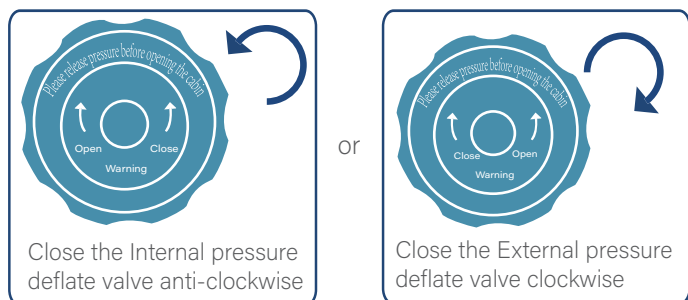 Please release pressure before opening the cabin
Open
Close
Warning
Close the Internal pressure
deflate valve anti-clockwise
or
Please release pressure before opening the cabin
Close
Open
Warning
Close the External pressure
deflate valve clockwise